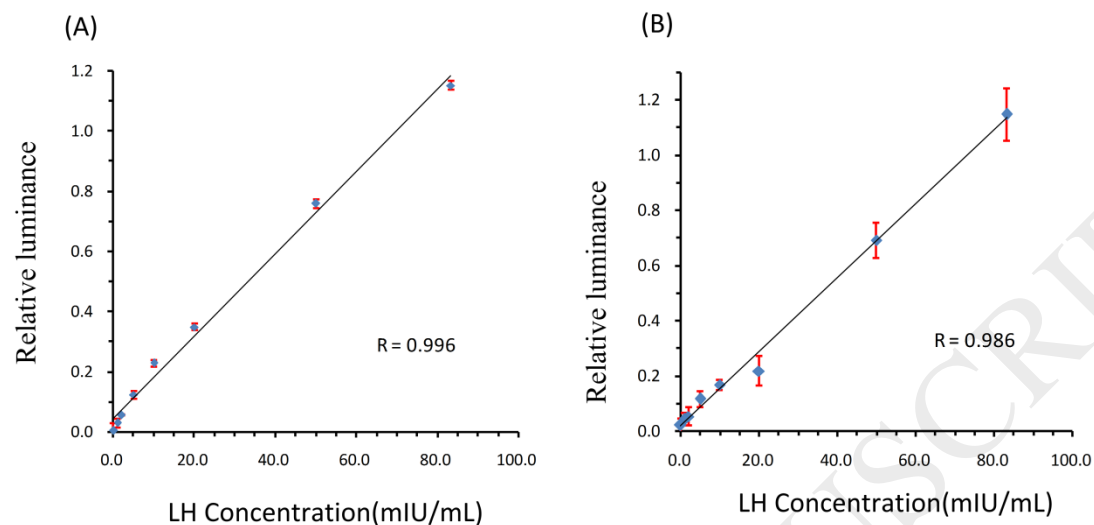 (A)
1.2
1.0
0.8
0.6
0.4
0.2
0.0
Relative luminance
R = 0.996
0.0 20.0 40.0 60.0 80.0 100.0
LH Concentration(mIU/mL)
(B)
1.2
1.0
0.8
0.6
0.4
0.2
0.0
Relative luminance
R = 0.986
0.0 20.0 40.0 60.0 80.0 100.0
LH Concentration(mIU/mL)
USCRI